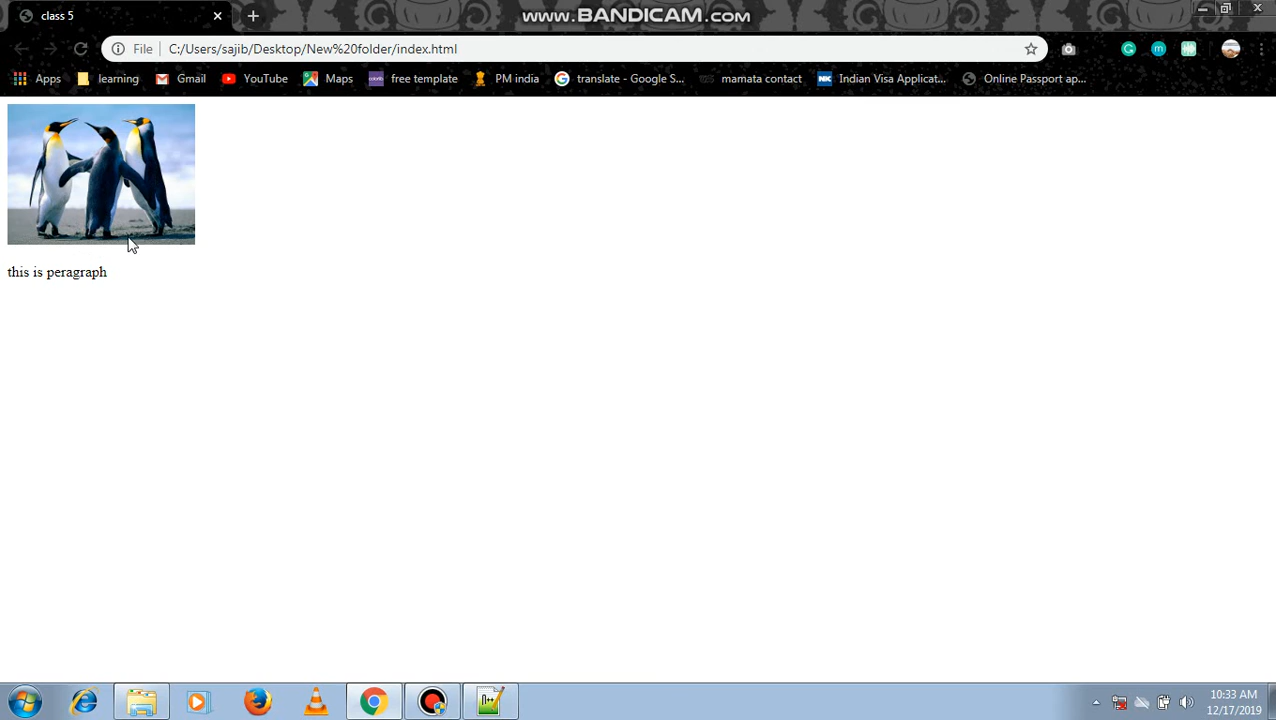 class 5
www.BANDICAM.com
File
C:/Users/sajib/Desktop/New%20folder/index.html
Apps
learning
Gmail
YouTube
Maps
free template
PM india
translate - Google S...
mamata contact
Indian Visa Applicat...
Online Passport ap...
this is peragraph
10:33 AM
12/17/2019